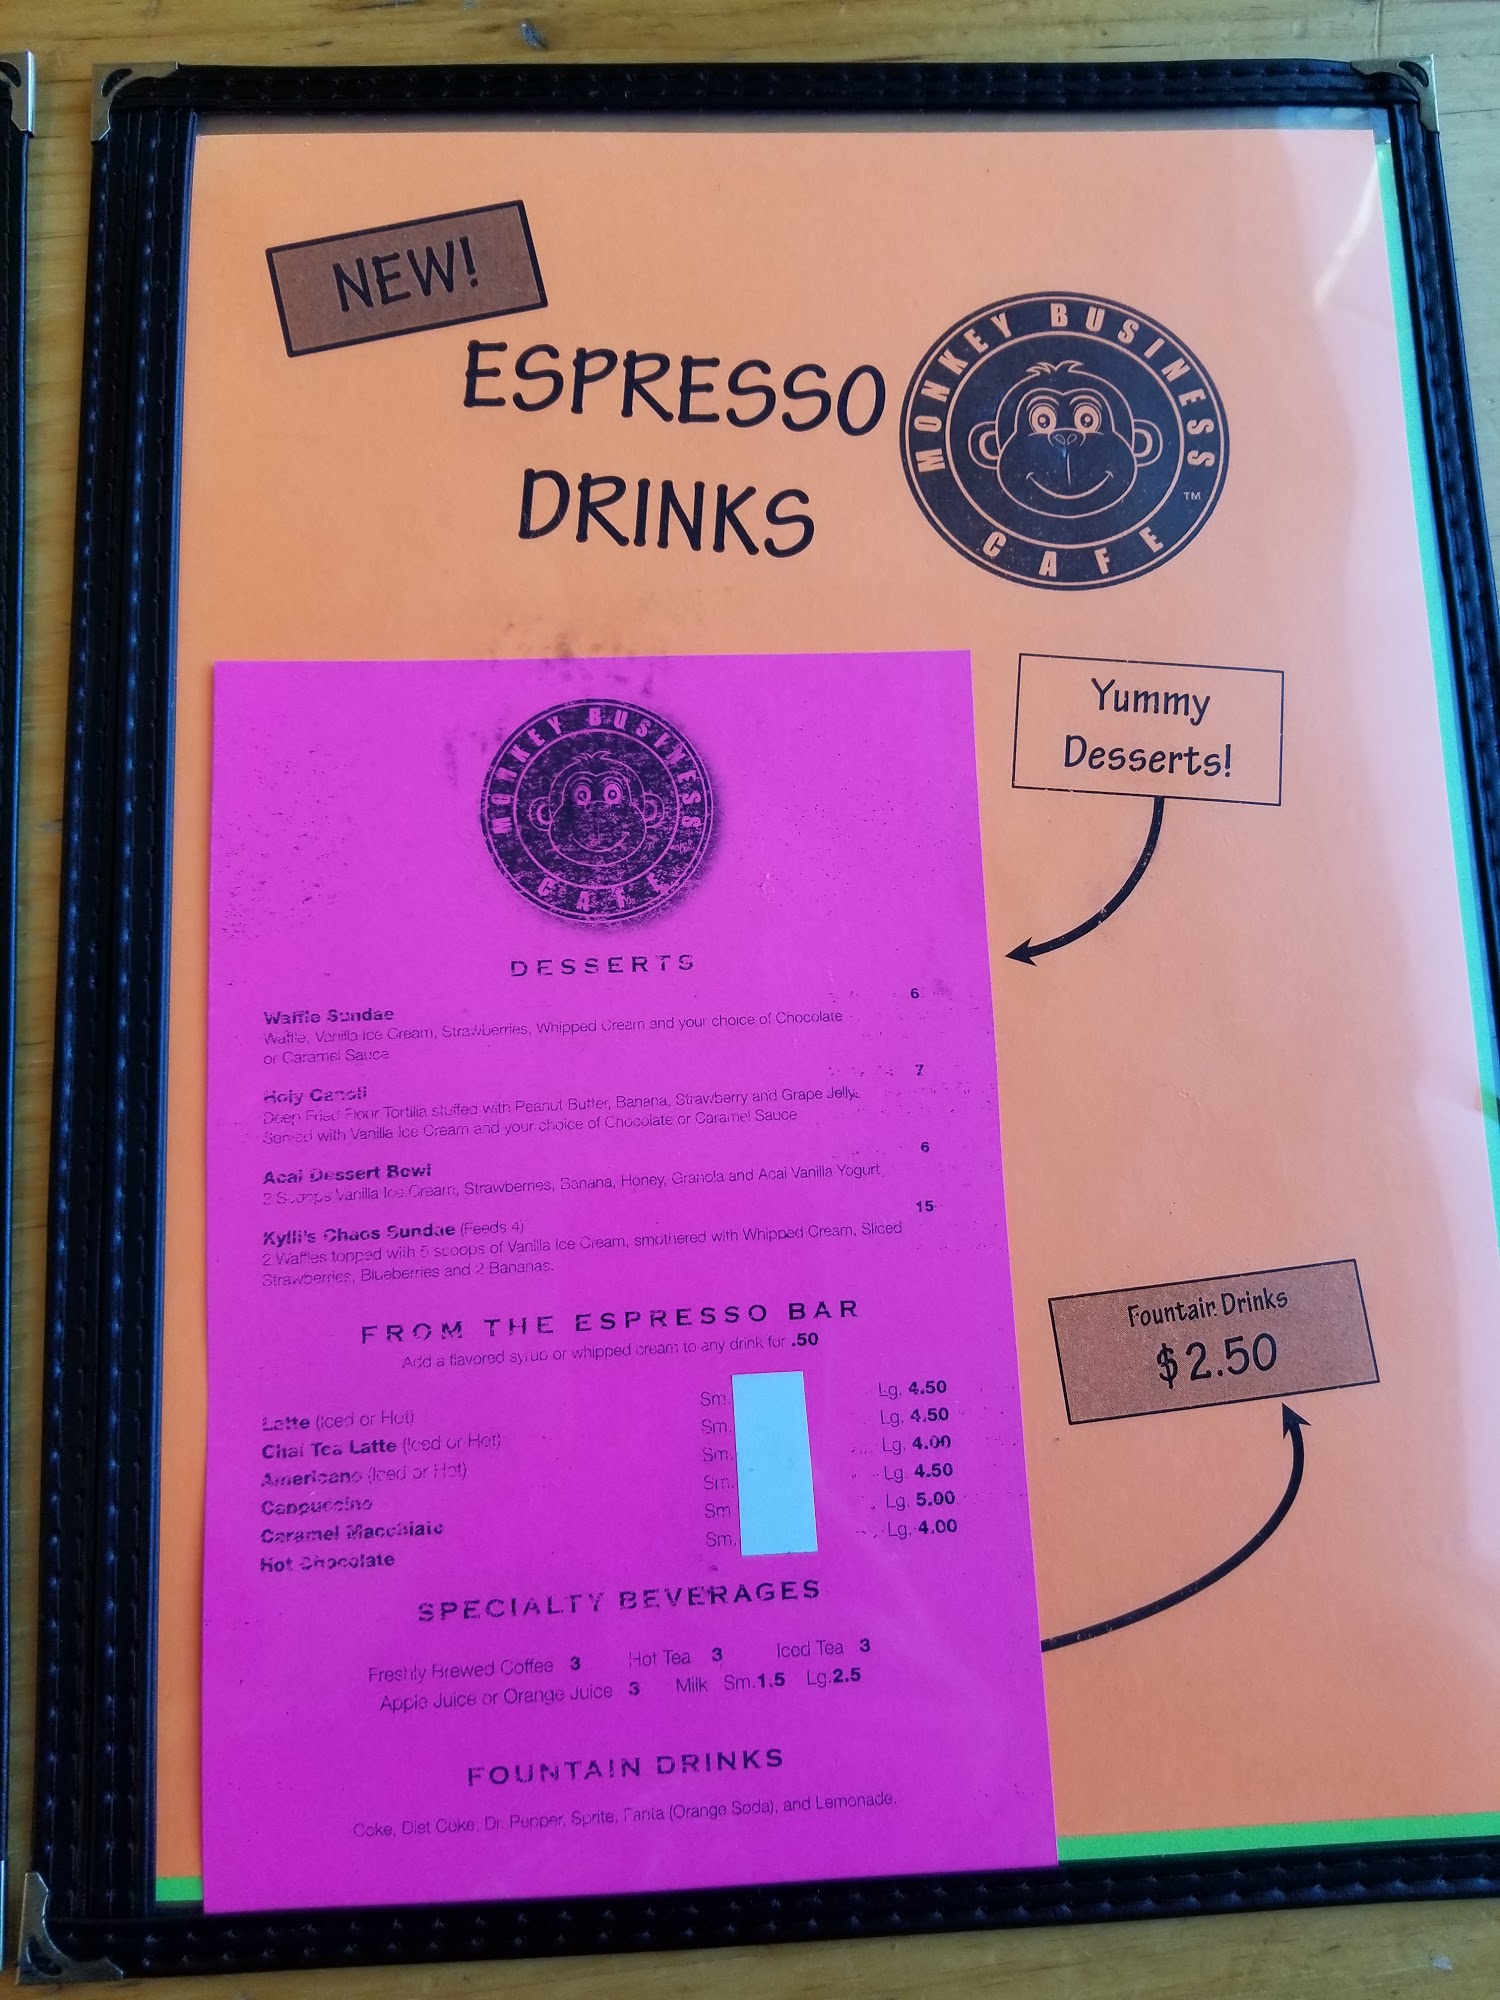 NEW!
ESPRESSO
DRINKS
MONKEY BUSINESS
CAFE
TM
Yummy
Desserts!
MONKEY BUSINESS
CAFE
DESSERTS
Waffle Sundae 6
Waffle, Vanilla Ice Cream, Strawberries, Whipped Cream and your choice of Chocolate
or Caramel Sauce
Holy Canoli 7
Deep Fried Flour Tortilla stuffed with Peanut Butter, Banana, Strawberry and Grape Jelly.
Served with Vanilla Ice Cream and your choice of Chocolate or Caramel Sauce
Acai Dessert Bowl 6
2 Scoops Vanilla Ice Cream, Strawberries, Banana, Honey, Granola and Acai Vanilla Yogurt
Kylli's Chaos Sundae (Feeds 4) 15
2 Waffles topped with 5 scoops of Vanilla Ice Cream, smothered with Whipped Cream, Sliced
Strawberries, Blueberries and 2 Bananas.
FROM THE ESPRESSO BAR
Add a flavored syrup or whipped cream to any drink for .50
Latte (Iced or Hot) Sm. Lg. 4.50
Chai Tea Latte (Iced or Hot) Sm. Lg. 4.50
Americano (Iced or Hot) Sm. Lg. 4.00
Cappuccino Sm. Lg. 4.50
Caramel Macchiato Sm Lg. 5.00
Hot Chocolate Sm. Lg. 4.00
SPECIALTY BEVERAGES
Freshly Brewed Coffee 3 Hot Tea 3 Iced Tea 3
Apple Juice or Orange Juice 3 Milk Sm.1.5 Lg.2.5
FOUNTAIN DRINKS
Coke, Diet Coke, Dr. Pepper, Sprite, Fanta (Orange Soda), and Lemonade.
Fountain Drinks
$2.50